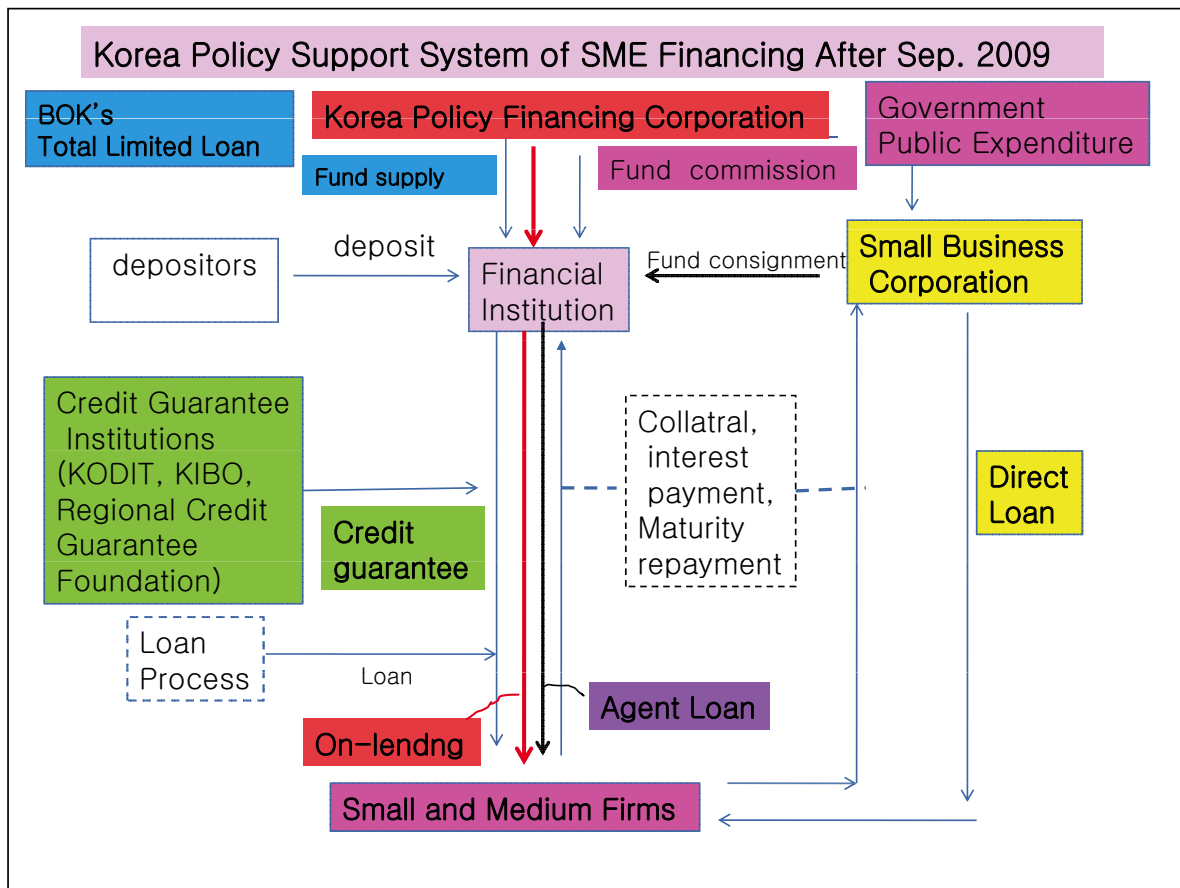 Korea Policy Support System of SME Financing After Sep. 2009
BOK's
Total Limited Loan
Korea Policy Financing Corporation
Government
Public Expenditure
Fund supply
Fund commission
depositors
deposit
Financial
Institution
Fund consignment
Small Business
Corporation
Credit Guarantee
Institutions
(KODIT, KIBO,
Regional Credit
Guarantee
Foundation)
Credit
guarantee
Collatral,
interest
payment,
Maturity
repayment
Direct
Loan
Loan
Process
Loan
On-lendng
Agent Loan
Small and Medium Firms